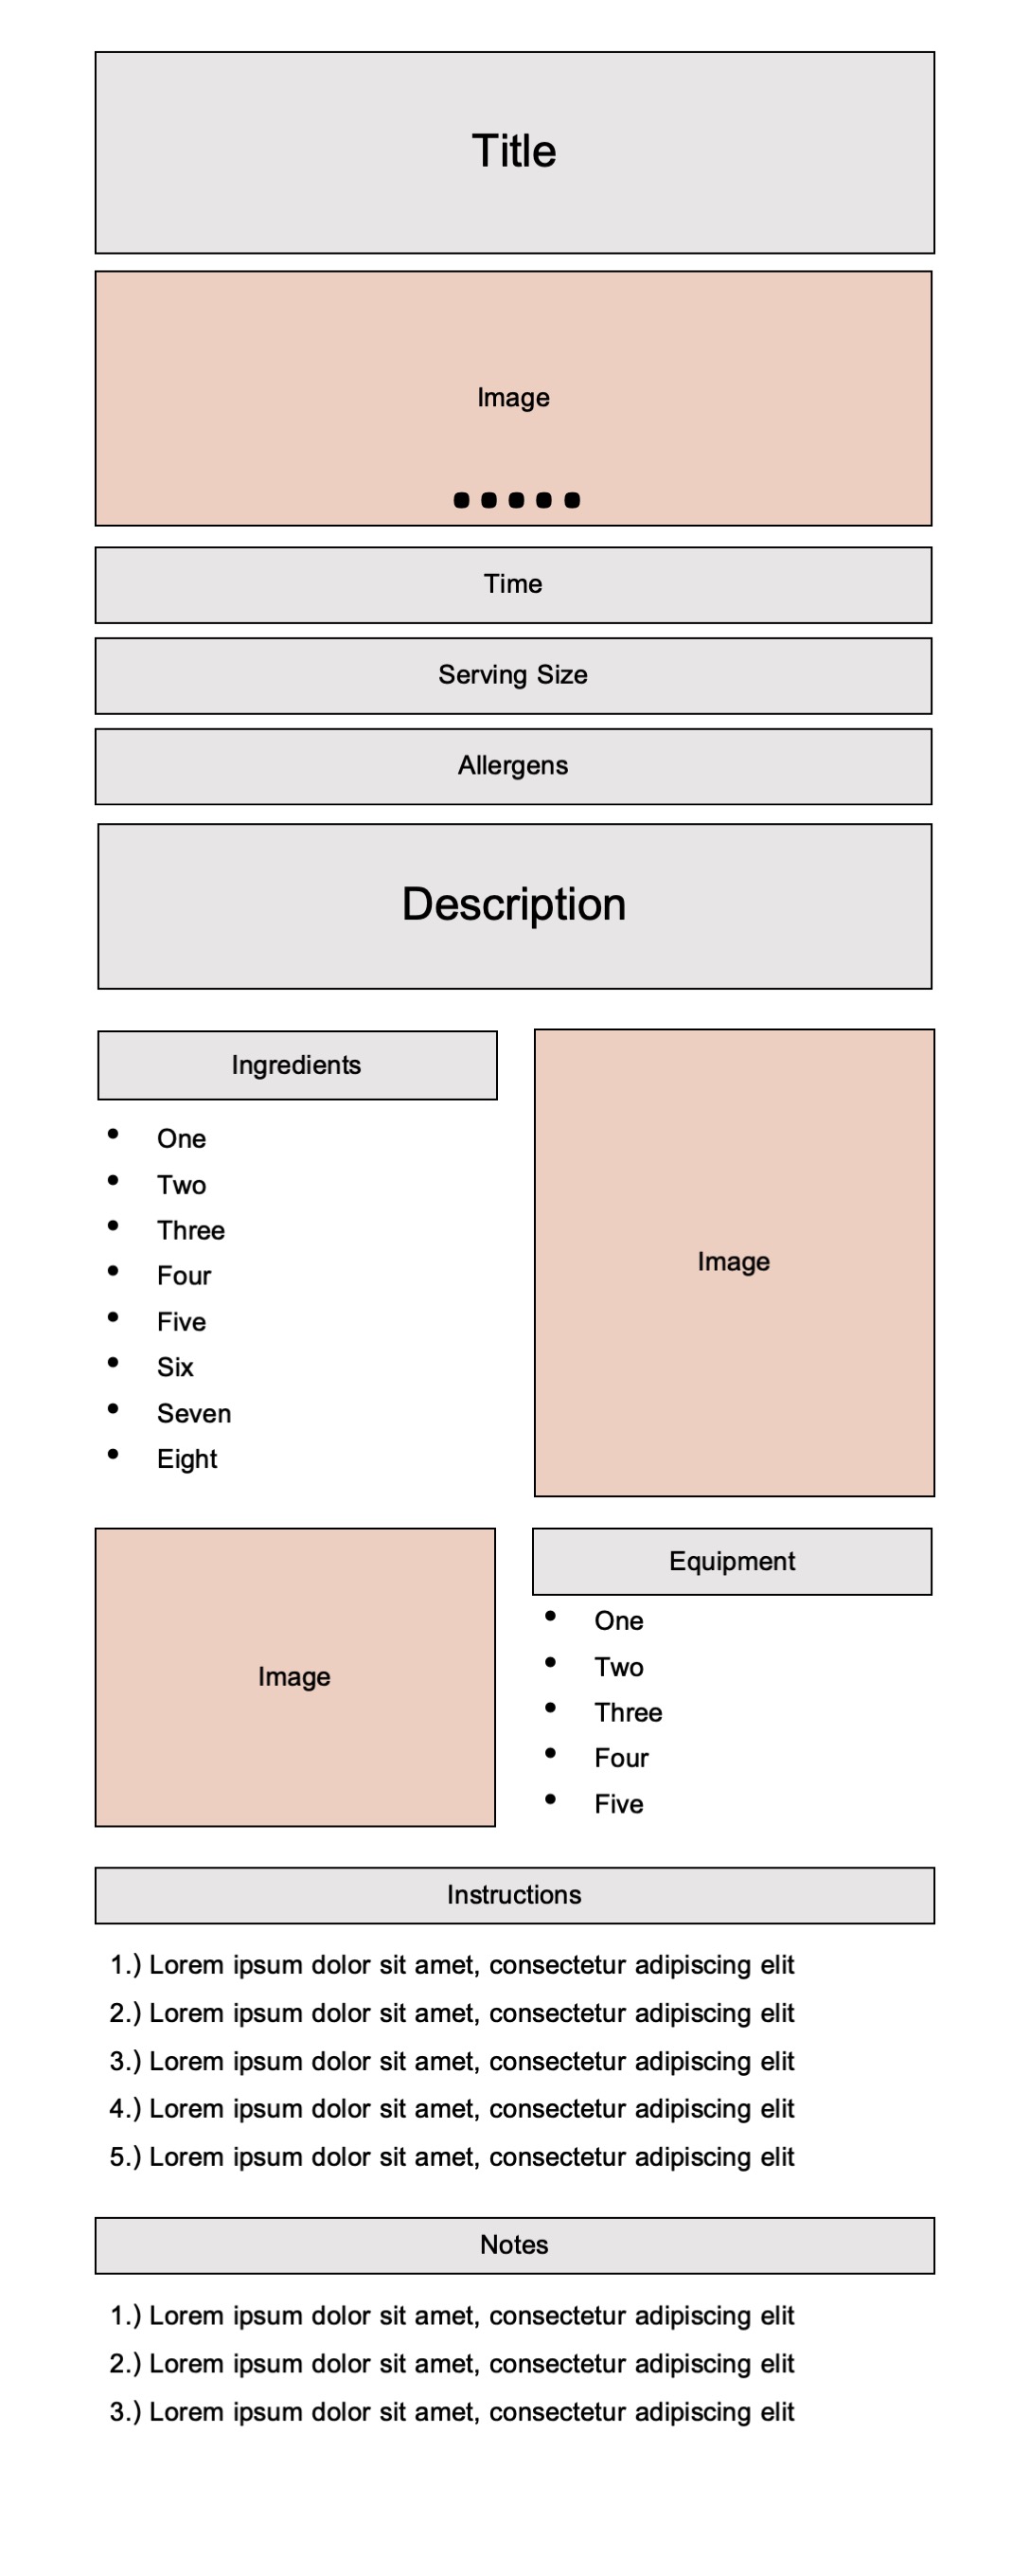 Title
Image
Time
Serving Size
Allergens
Description
Ingredients
• One
• Two
• Three
• Four
• Five
• Six
• Seven
• Eight
Image
Image
Equipment
• One
• Two
• Three
• Four
• Five
Instructions
1.) Lorem ipsum dolor sit amet, consectetur adipiscing elit
2.) Lorem ipsum dolor sit amet, consectetur adipiscing elit
3.) Lorem ipsum dolor sit amet, consectetur adipiscing elit
4.) Lorem ipsum dolor sit amet, consectetur adipiscing elit
5.) Lorem ipsum dolor sit amet, consectetur adipiscing elit
Notes
1.) Lorem ipsum dolor sit amet, consectetur adipiscing elit
2.) Lorem ipsum dolor sit amet, consectetur adipiscing elit
3.) Lorem ipsum dolor sit amet, consectetur adipiscing elit